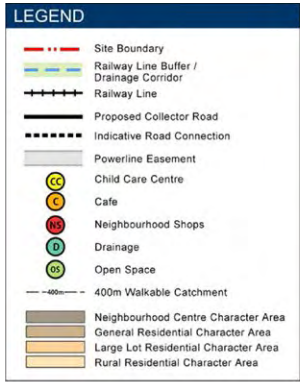 LEGEND
Site Boundary
Railway Line Buffer /
Drainage Corridor
Railway Line
Proposed Collector Road
Indicative Road Connection
Powerline Easement
CC Child Care Centre
C Cafe
NS Neighbourhood Shops
D Drainage
OS Open Space
400m 400m Walkable Catchment
Neighbourhood Centre Character Area
General Residential Character Area
Large Lot Residential Character Area
Rural Residential Character Area